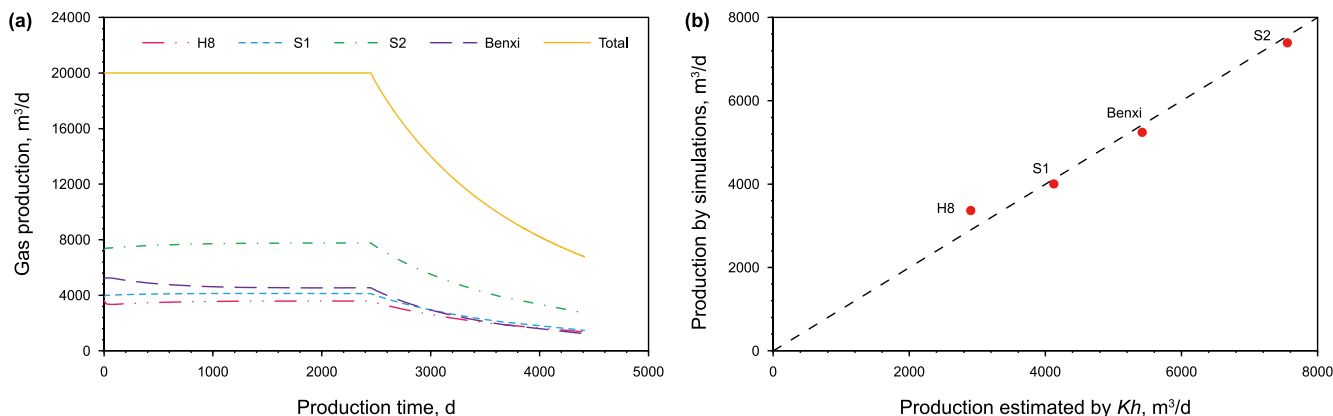 (a)
24000
20000
16000
12000
8000
4000
0
Gas production, m³/d
H8
S1
S2
Benxi
Total
0
1000
2000
3000
4000
5000
Production time, d
(b)
8000
6000
4000
2000
0
Production by simulations, m³/d
S2
Benxi
S1
H8
0
2000
4000
6000
8000
Production estimated by Kh, m³/d